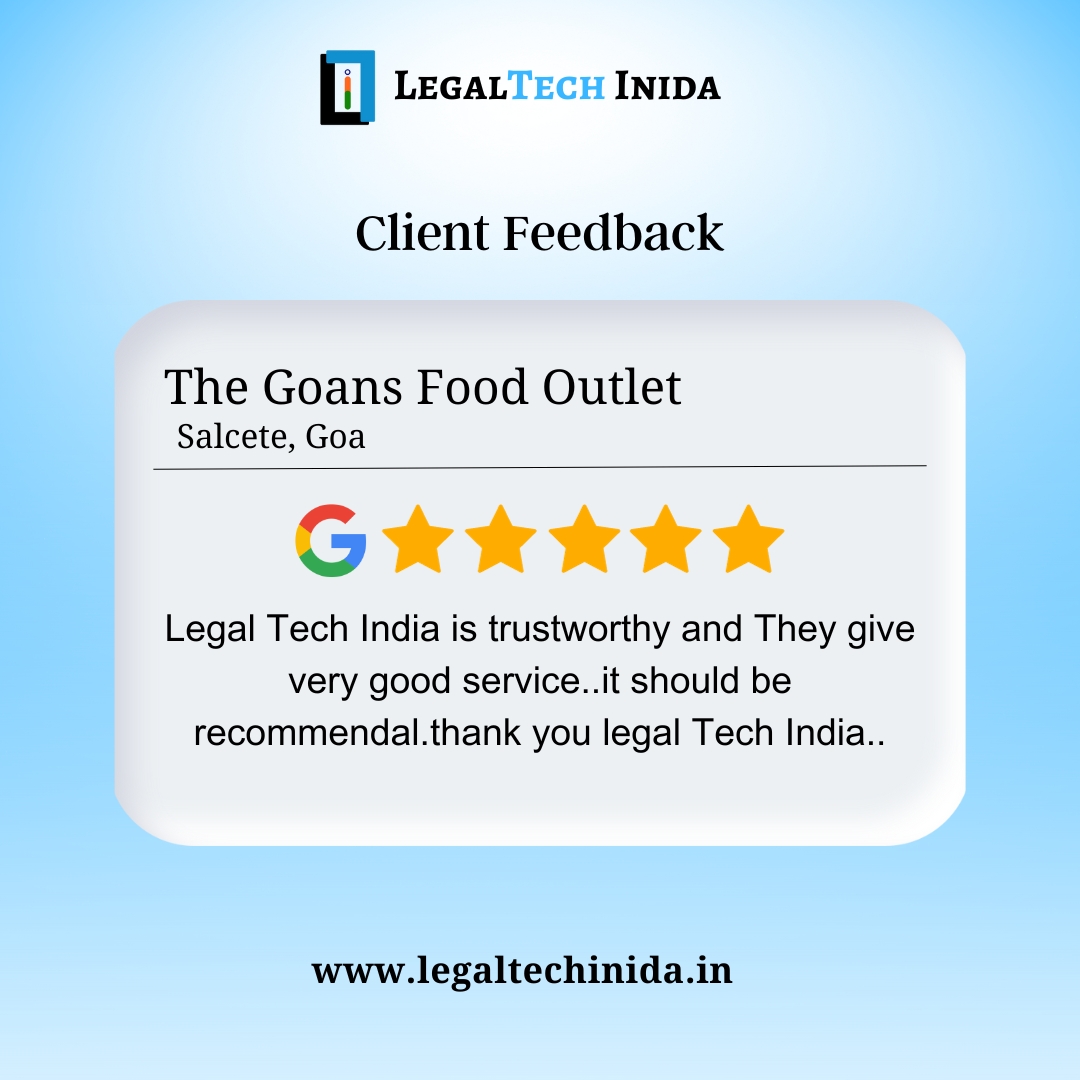 LegalTech Inida
Client Feedback
The Goans Food Outlet
Salcete, Goa
Legal Tech India is trustworthy and They give
very good service..it should be
recommendal.thank you legal Tech India..
www.legaltechinida.in